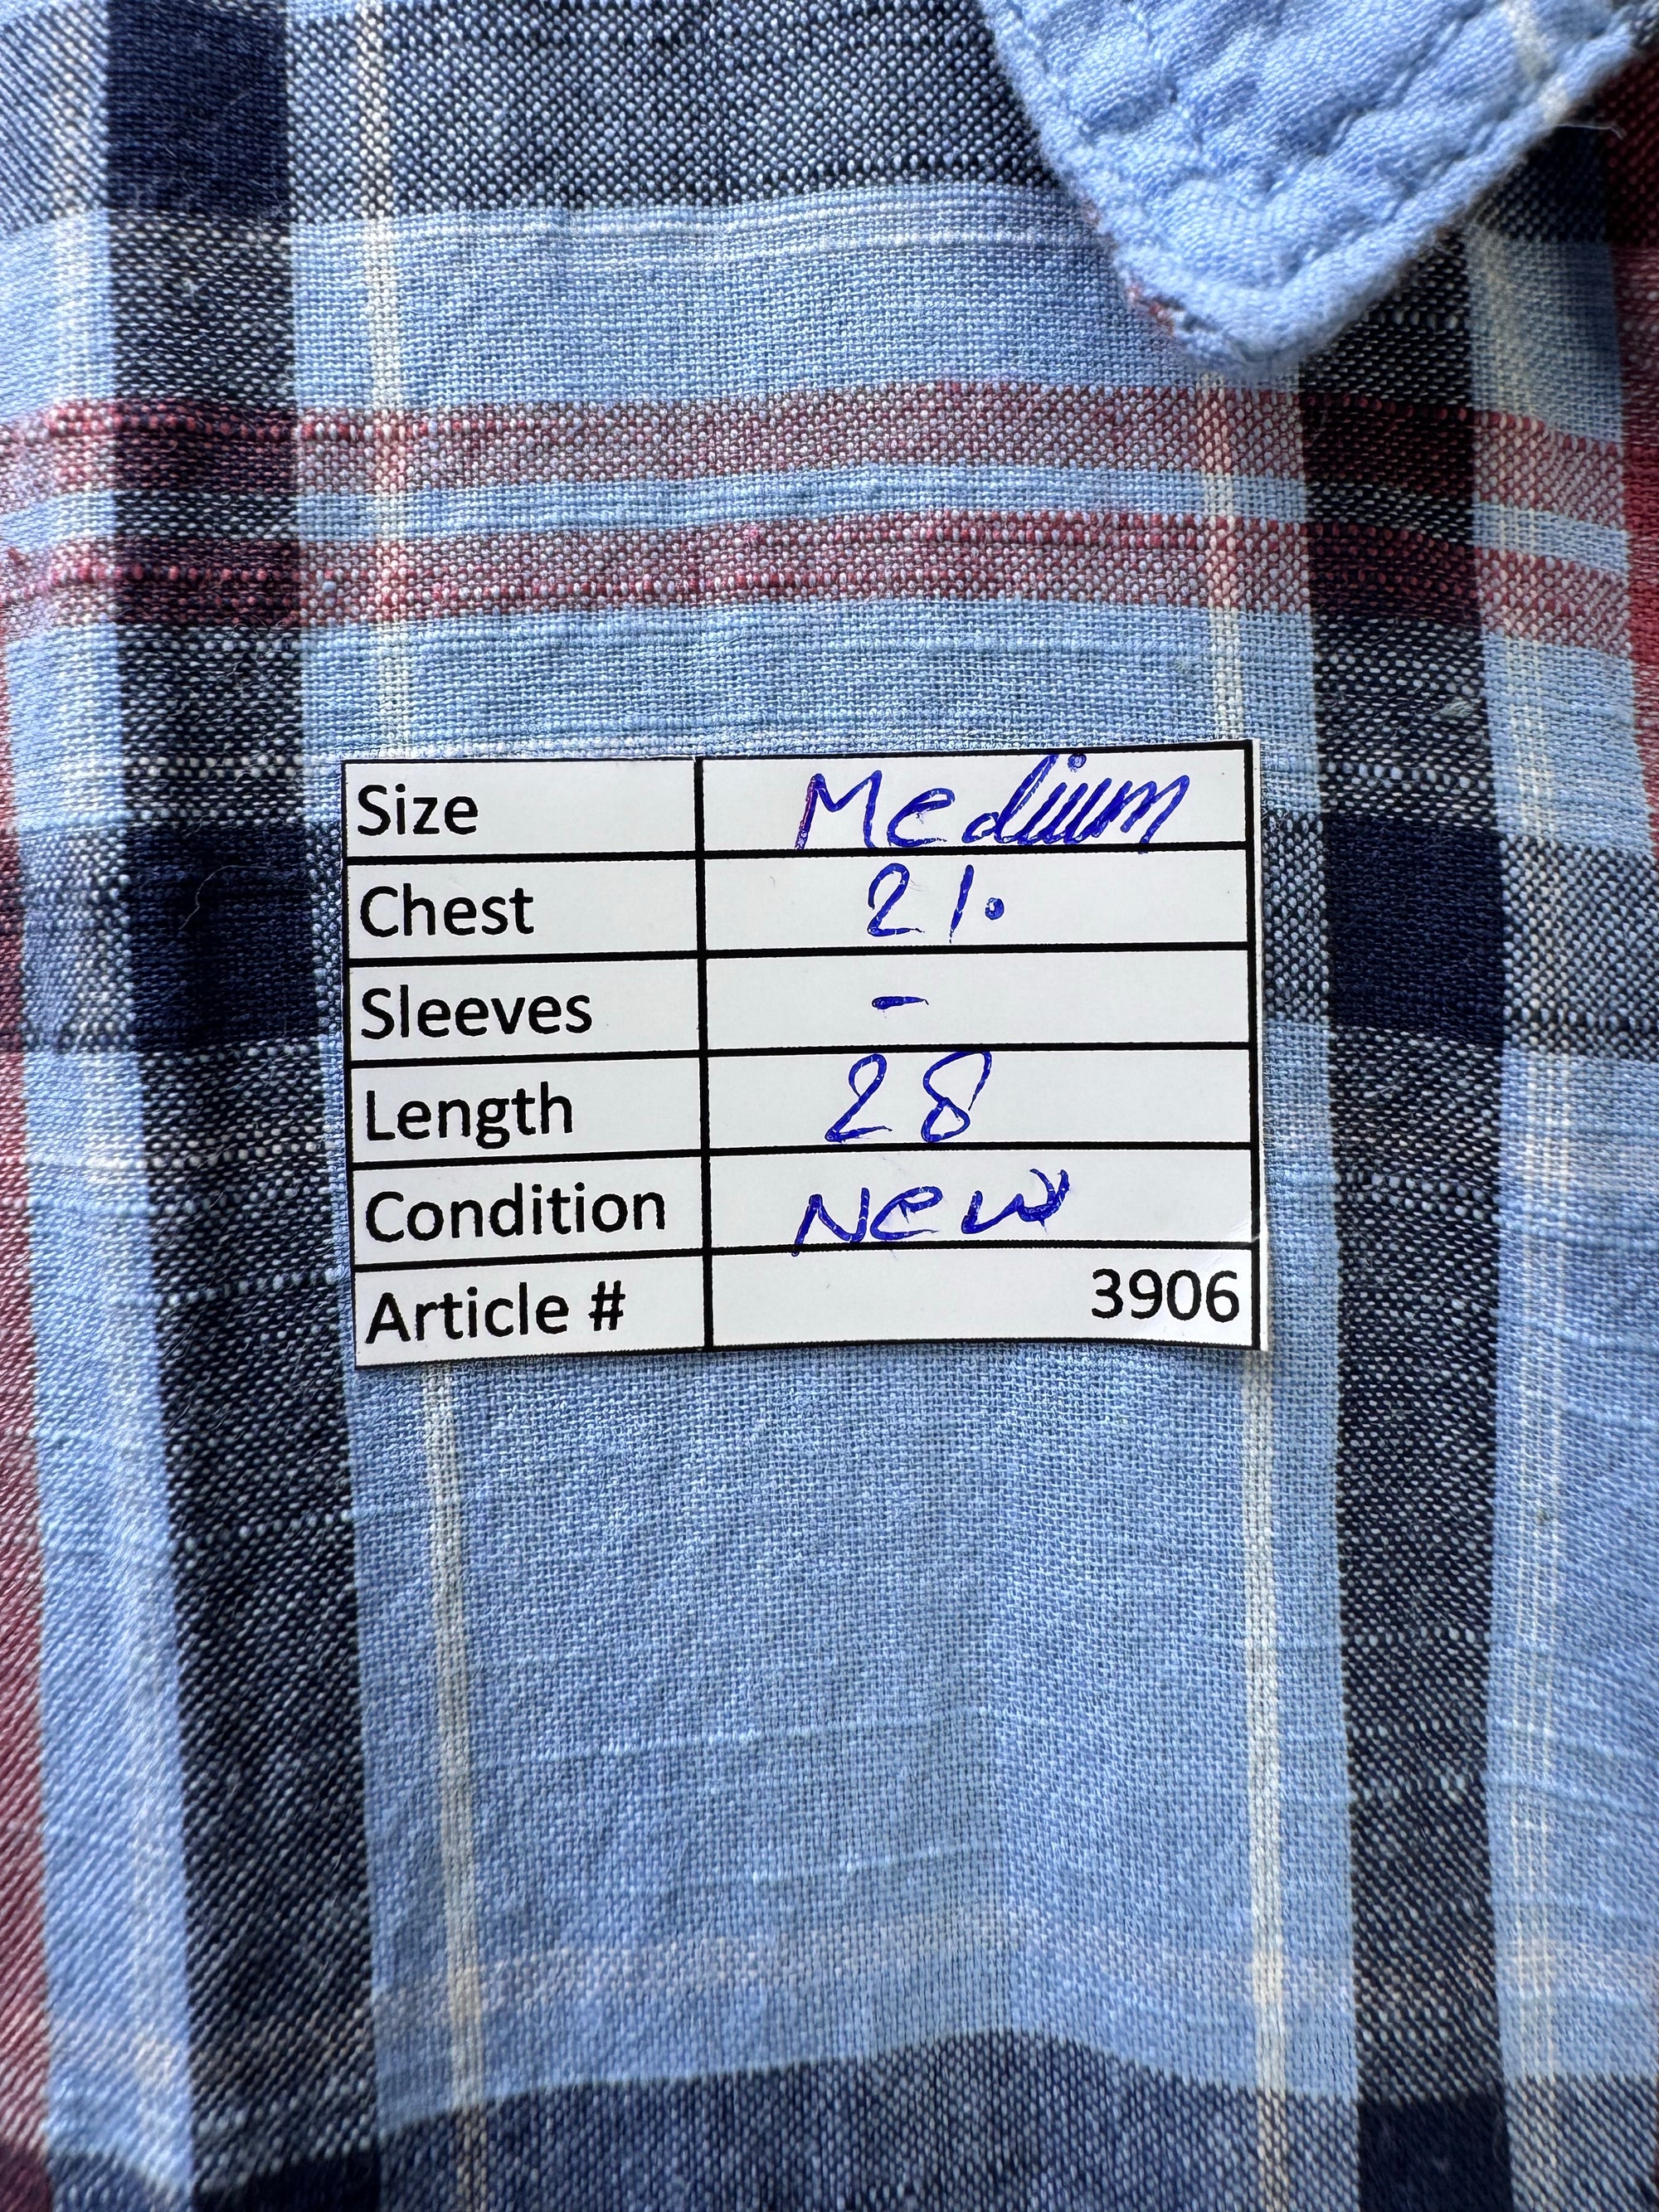 Size Medium
Chest 21.
Sleeves -
Length 28
Condition New
Article # 3906